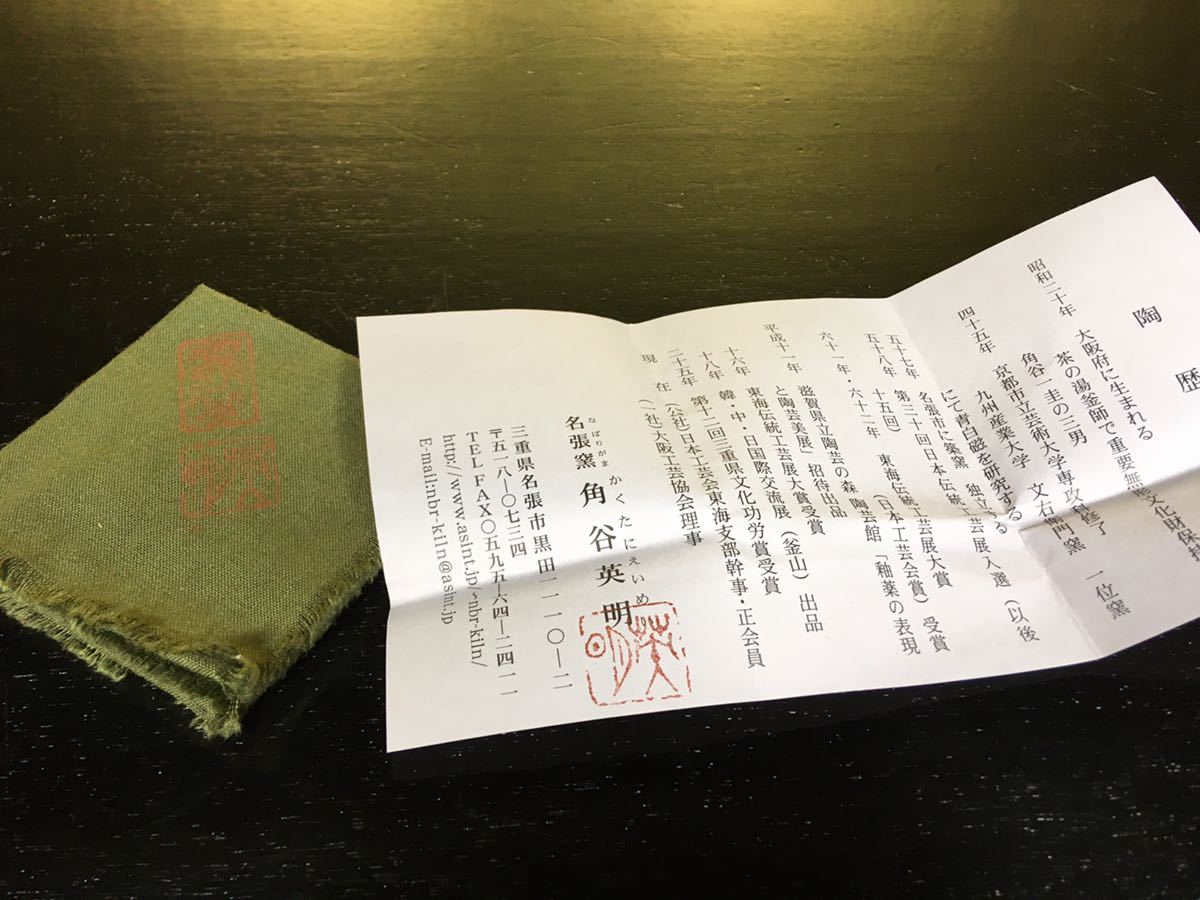 陶歴
昭和二十年 大阪府に生まれる
茶の湯釜師で重要無形文化財保持
角谷一圭の三男
四十五年 京都市立芸術大学専攻科修了
九州産業大学 文右衛門窯 一位窯
にて青白磁を研究する
名張市に築窯 独立する
五十七年 第三十回日本伝統工芸展入選(以後
十五回)
五十八年 東海伝統工芸展大賞
(日本工芸会賞)受賞
六十一年・六十二年
滋賀県立陶芸の森 陶芸館「釉薬の表現
と陶芸美展」招待出品
平成十一年 東海伝統工芸展大賞受賞
十六年 韓・中・日国際交流展(釜山)出品
十八年 第十二回三重県文化功労賞受賞
二十五年 (公社)日本工芸会東海支部幹事・正会員
現在 (一社)大阪工芸協会理事
名張窯 角谷英明
なばりがま かくたにえいめ
三重県名張市黒田一一一〇―一二
〒五一八―〇七三四
TEL FAX〇五九五―六四―二四一一
http://www.asint.jp/~nbr-kiln/
E-mail:nbr-kiln@asint.jp
英明